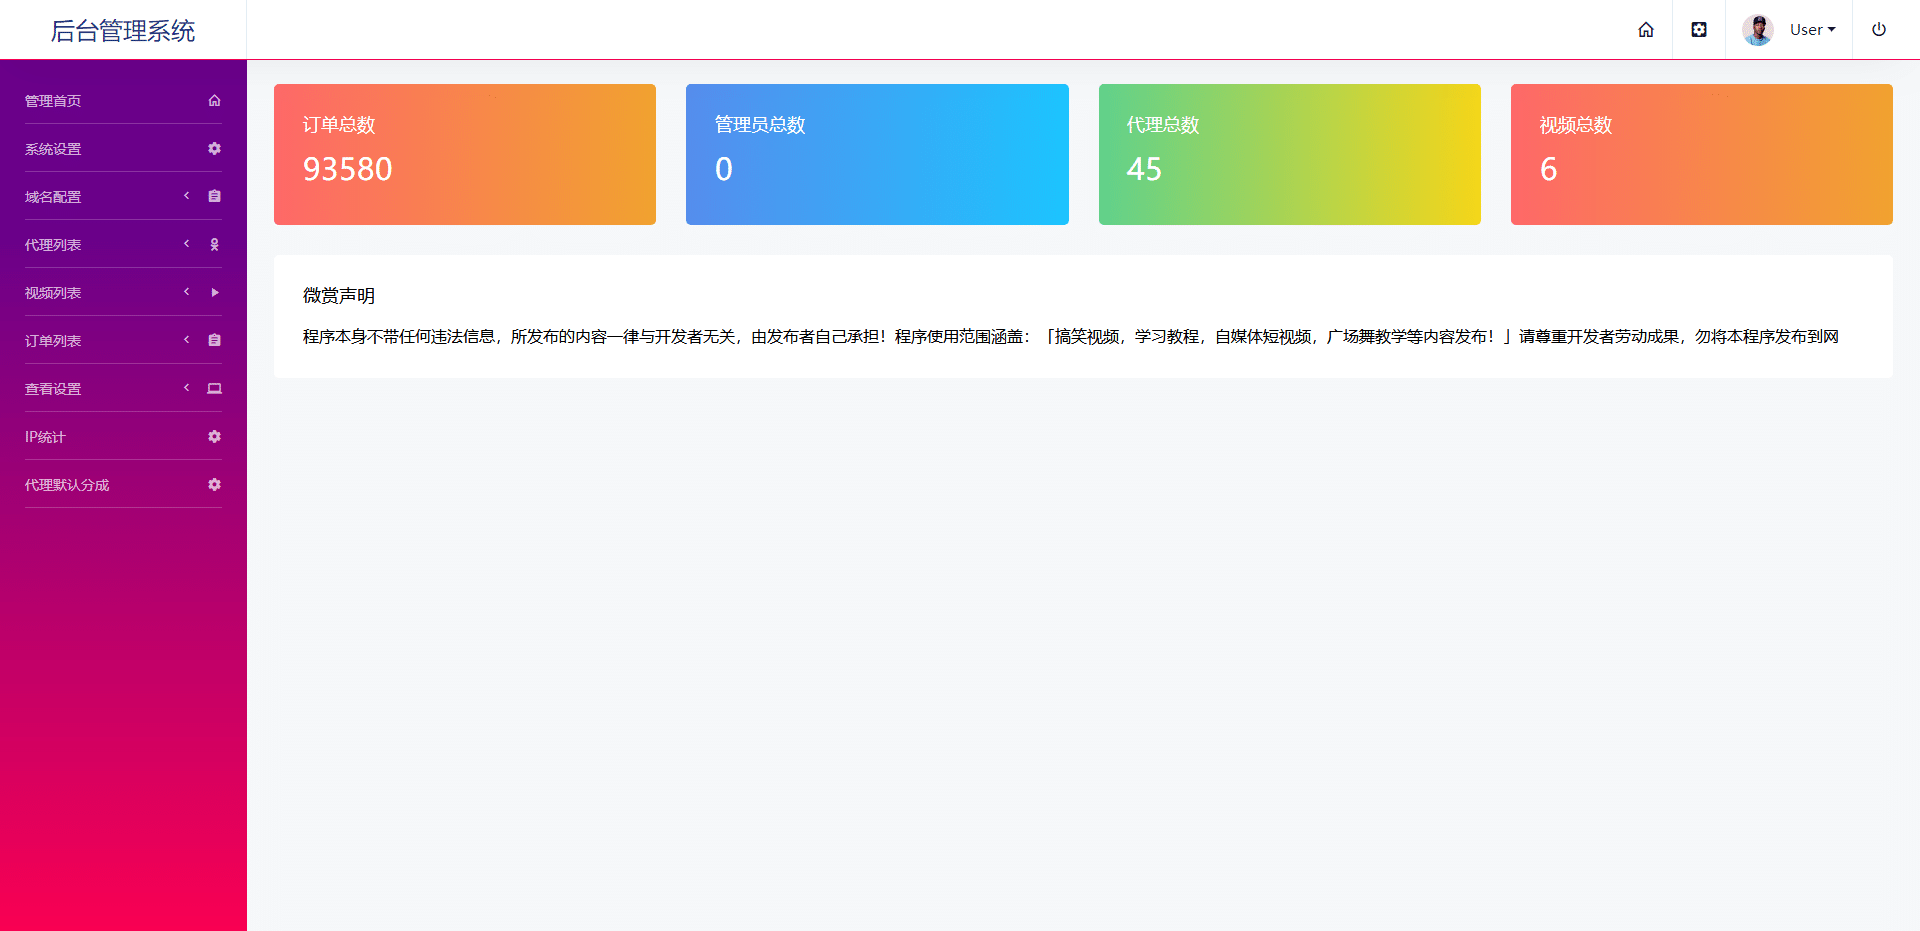 后台管理系统
User
管理首页
系统设置
域名配置
代理列表
视频列表
订单列表
查看设置
IP统计
代理默认分成
订单总数
93580
管理员总数
0
代理总数
45
视频总数
6
微赏声明
程序本身不带任何违法信息，所发布的内容一律与开发者无关，由发布者自己承担！程序使用范围涵盖：「搞笑视频，学习教程，自媒体短视频，广场舞教学等内容发布！」请尊重开发者劳动成果，勿将本程序发布到网